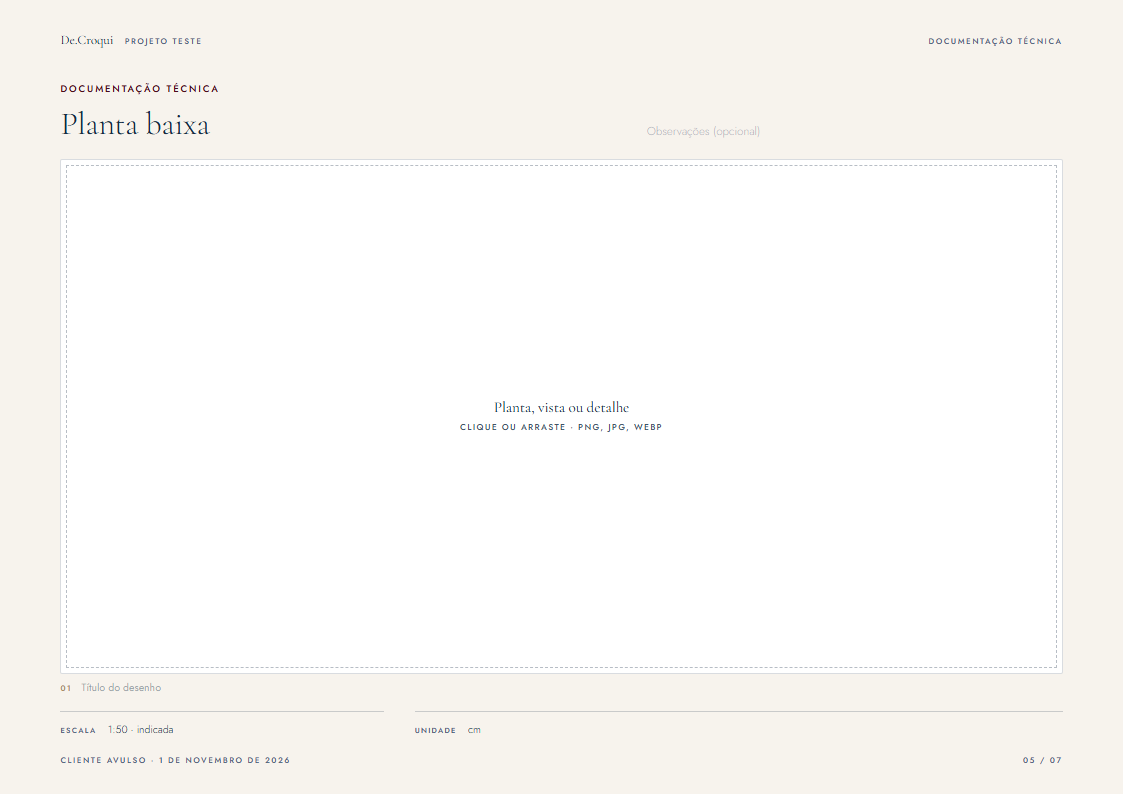 De.Croqui PROJETO TESTE DOCUMENTAÇÃO TÉCNICA
DOCUMENTAÇÃO TÉCNICA
Planta baixa
Observações (opcional)
Planta, vista ou detalhe
CLIQUE OU ARRASTE · PNG, JPG, WEBP
01 Título do desenho
ESCALA 1:50 · indicada UNIDADE cm
CLIENTE AVULSO · 1 DE NOVEMBRO DE 2026 05 / 07